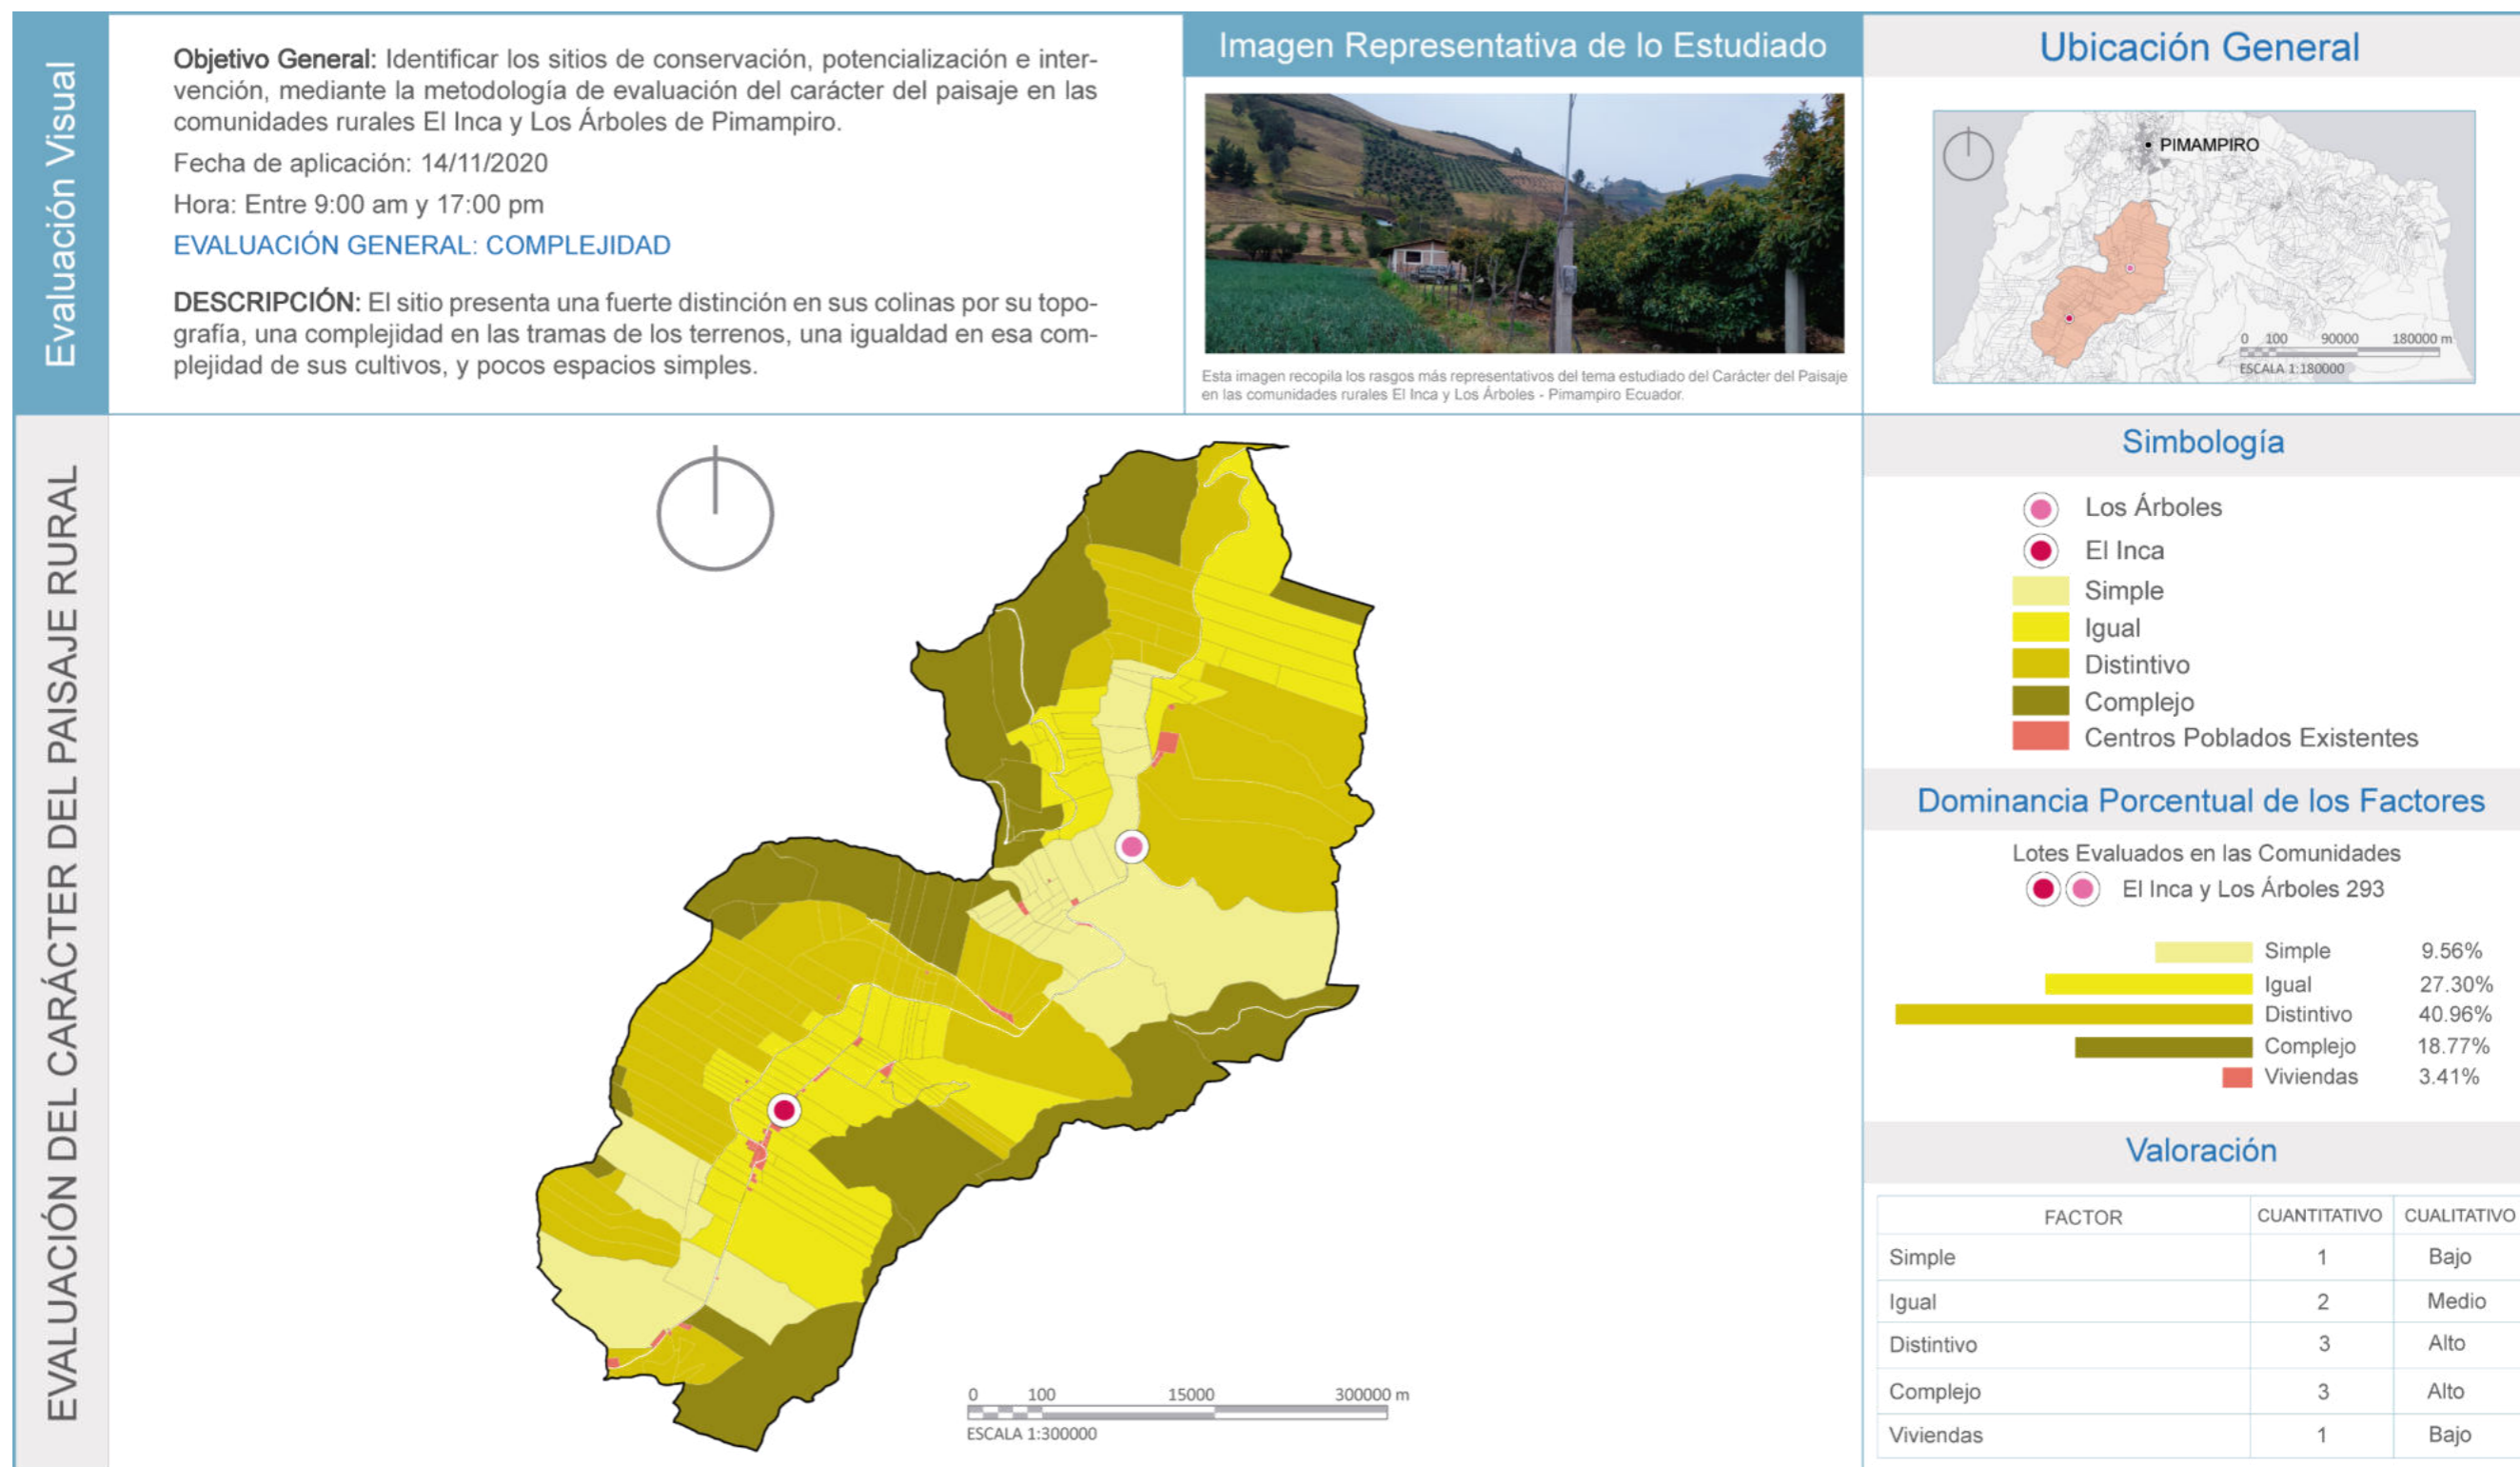 Evaluación Visual
Objetivo General: Identificar los sitios de conservación, potencialización e inter-
vención, mediante la metodología de evaluación del carácter del paisaje en las
comunidades rurales El Inca y Los Árboles de Pimampiro.
Fecha de aplicación: 14/11/2020
Hora: Entre 9:00 am y 17:00 pm
EVALUACIÓN GENERAL: COMPLEJIDAD
DESCRIPCIÓN: El sitio presenta una fuerte distinción en sus colinas por su topo-
grafía, una complejidad en las tramas de los terrenos, una igualdad en esa com-
plejidad de sus cultivos, y pocos espacios simples.
Imagen Representativa de lo Estudiado
Esta imagen recopila los rasgos más representativos del tema estudiado del Carácter del Paisaje
en las comunidades rurales El Inca y Los Árboles - Pimampiro Ecuador.
Ubicación General
PIMAMPIRO
0 100 90000 180000 m
ESCALA 1:180000
EVALUACIÓN DEL CARÁCTER DEL PAISAJE RURAL
0 100 15000 300000 m
ESCALA 1:300000
Simbología
Los Árboles
El Inca
Simple
Igual
Distintivo
Complejo
Centros Poblados Existentes
Dominancia Porcentual de los Factores
Lotes Evaluados en las Comunidades
El Inca y Los Árboles 293
Simple 9.56%
Igual 27.30%
Distintivo 40.96%
Complejo 18.77%
Viviendas 3.41%
Valoración
FACTOR CUANTITATIVO CUALITATIVO
Simple 1 Bajo
Igual 2 Medio
Distintivo 3 Alto
Complejo 3 Alto
Viviendas 1 Bajo